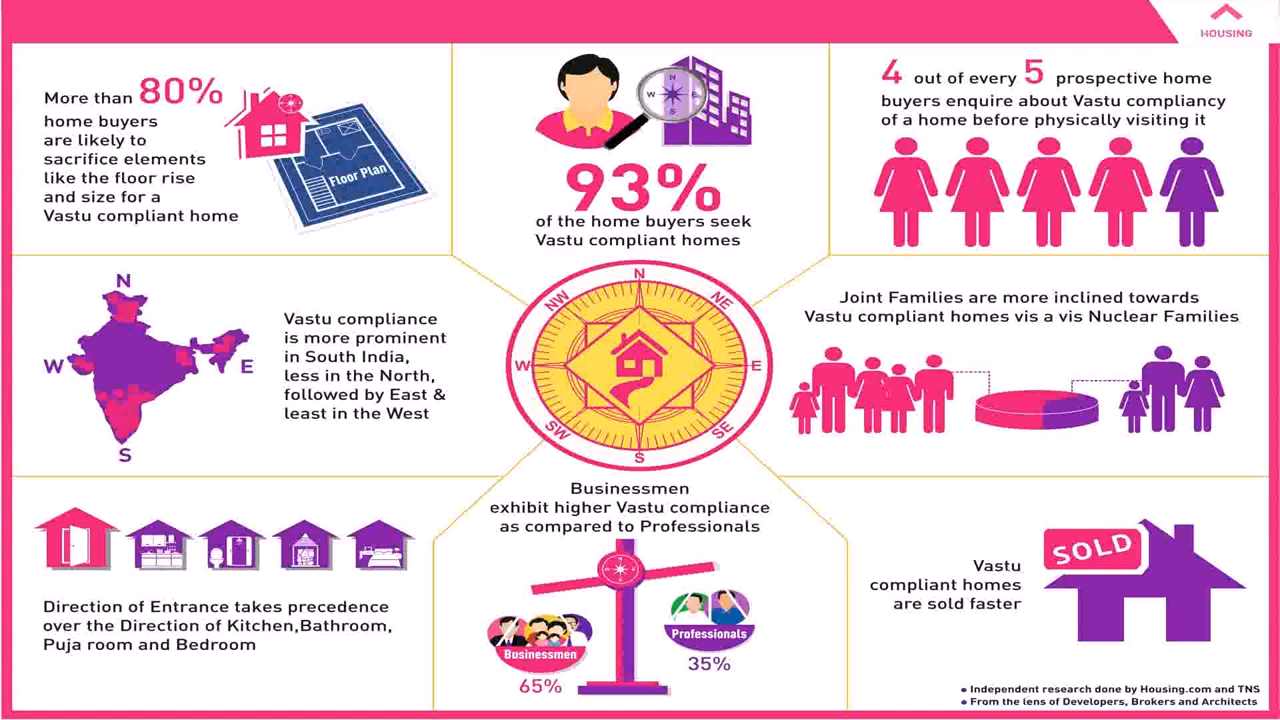 HOUSING
More than 80%
home buyers
are likely to
sacrifice elements
like the floor rise
and size for a
Vastu compliant home
Floor Plan
N
W E
S
93%
of the home buyers seek
Vastu compliant homes
4 out of every 5 prospective home
buyers enquire about Vastu compliancy
of a home before physically visiting it
N
W E
S
Vastu compliance
is more prominent
in South India,
less in the North,
followed by East &
least in the West
N
NW NE
W E
SW SE
S
Joint Families are more inclined towards
Vastu compliant homes vis a vis Nuclear Families
Direction of Entrance takes precedence
over the Direction of Kitchen,Bathroom,
Puja room and Bedroom
Businessmen
exhibit higher Vastu compliance
as compared to Professionals
Businessmen
65%
Professionals
35%
Vastu
compliant homes
are sold faster
SOLD
• Independent research done by Housing.com and TNS
• From the lens of Developers, Brokers and Architects